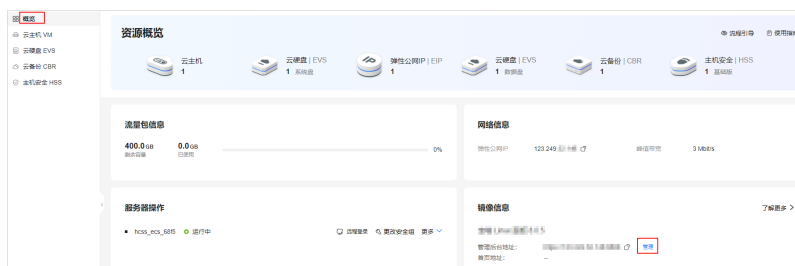 概览
云主机 VM
云硬盘 EVS
云备份 CBR
主机安全 HSS
资源概览
流程引导 使用指南
云主机 1
云硬盘 | EVS 1 系统盘
弹性公网IP | EIP 1
云硬盘 | EVS 1 数据盘
云备份 | CBR 1
主机安全 | HSS 1 基础版
流量包信息
400.0 GB 0.0 GB 0%
剩余容量 已使用
网络信息
弹性公网IP 123.249. 峰值带宽 3 Mbit/s
服务器操作
hcss_ecs_68f5 运行中 远程登录 更改安全组 更多
镜像信息 了解更多 >
管理后台地址: 管理
首页地址: --